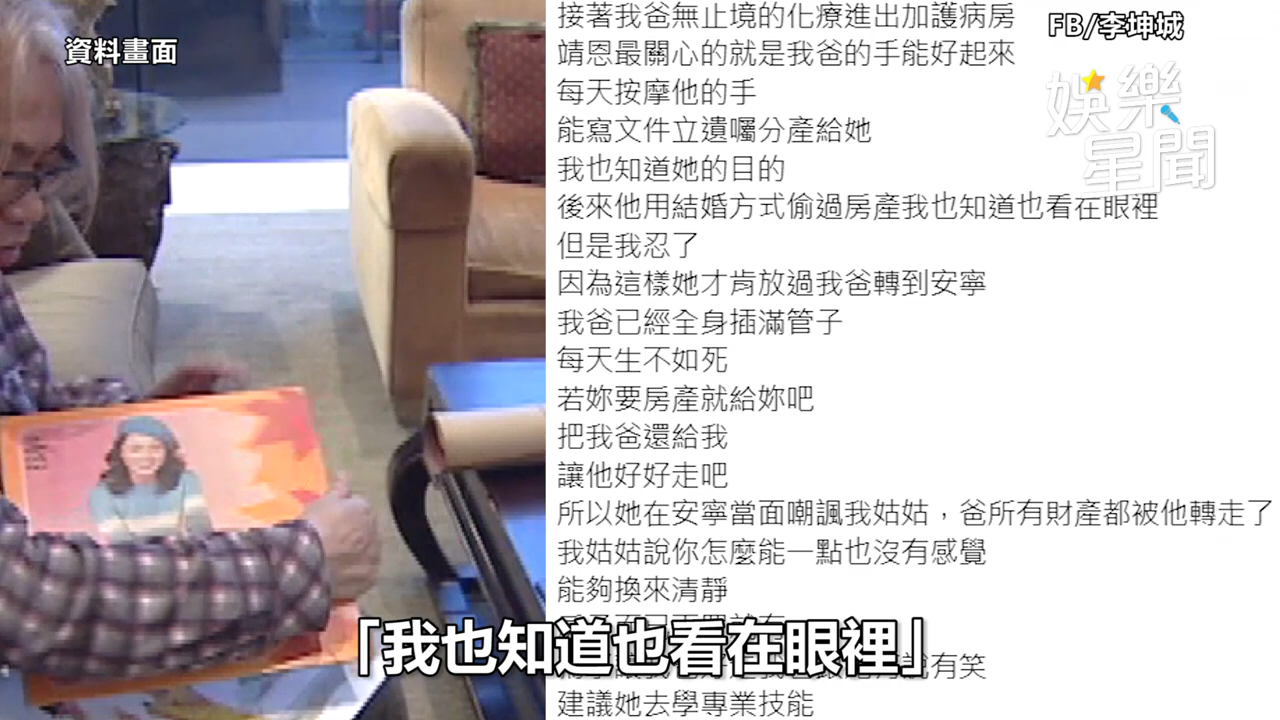 資料畫面
FB/李坤城
娛樂星聞
接著我爸無止境的化療進出加護病房
靖恩最關心的就是我爸的手能好起來
每天按摩他的手
能寫文件立遺囑分產給她
我也知道她的目的
後來他用結婚方式偷過房產我也知道也看在眼裡
但是我忍了
因為這樣她才肯放過我爸轉到安寧
我爸已經全身插滿管子
每天生不如死
若妳要房產就給妳吧
把我爸還給我
讓他好好走吧
所以她在安寧當面嘲諷我姑姑，爸所有財產都被他轉走了
我姑姑說你怎麼能一點也沒有感覺
能夠換來清靜
說有笑
建議她去學專業技能
「我也知道也看在眼裡」